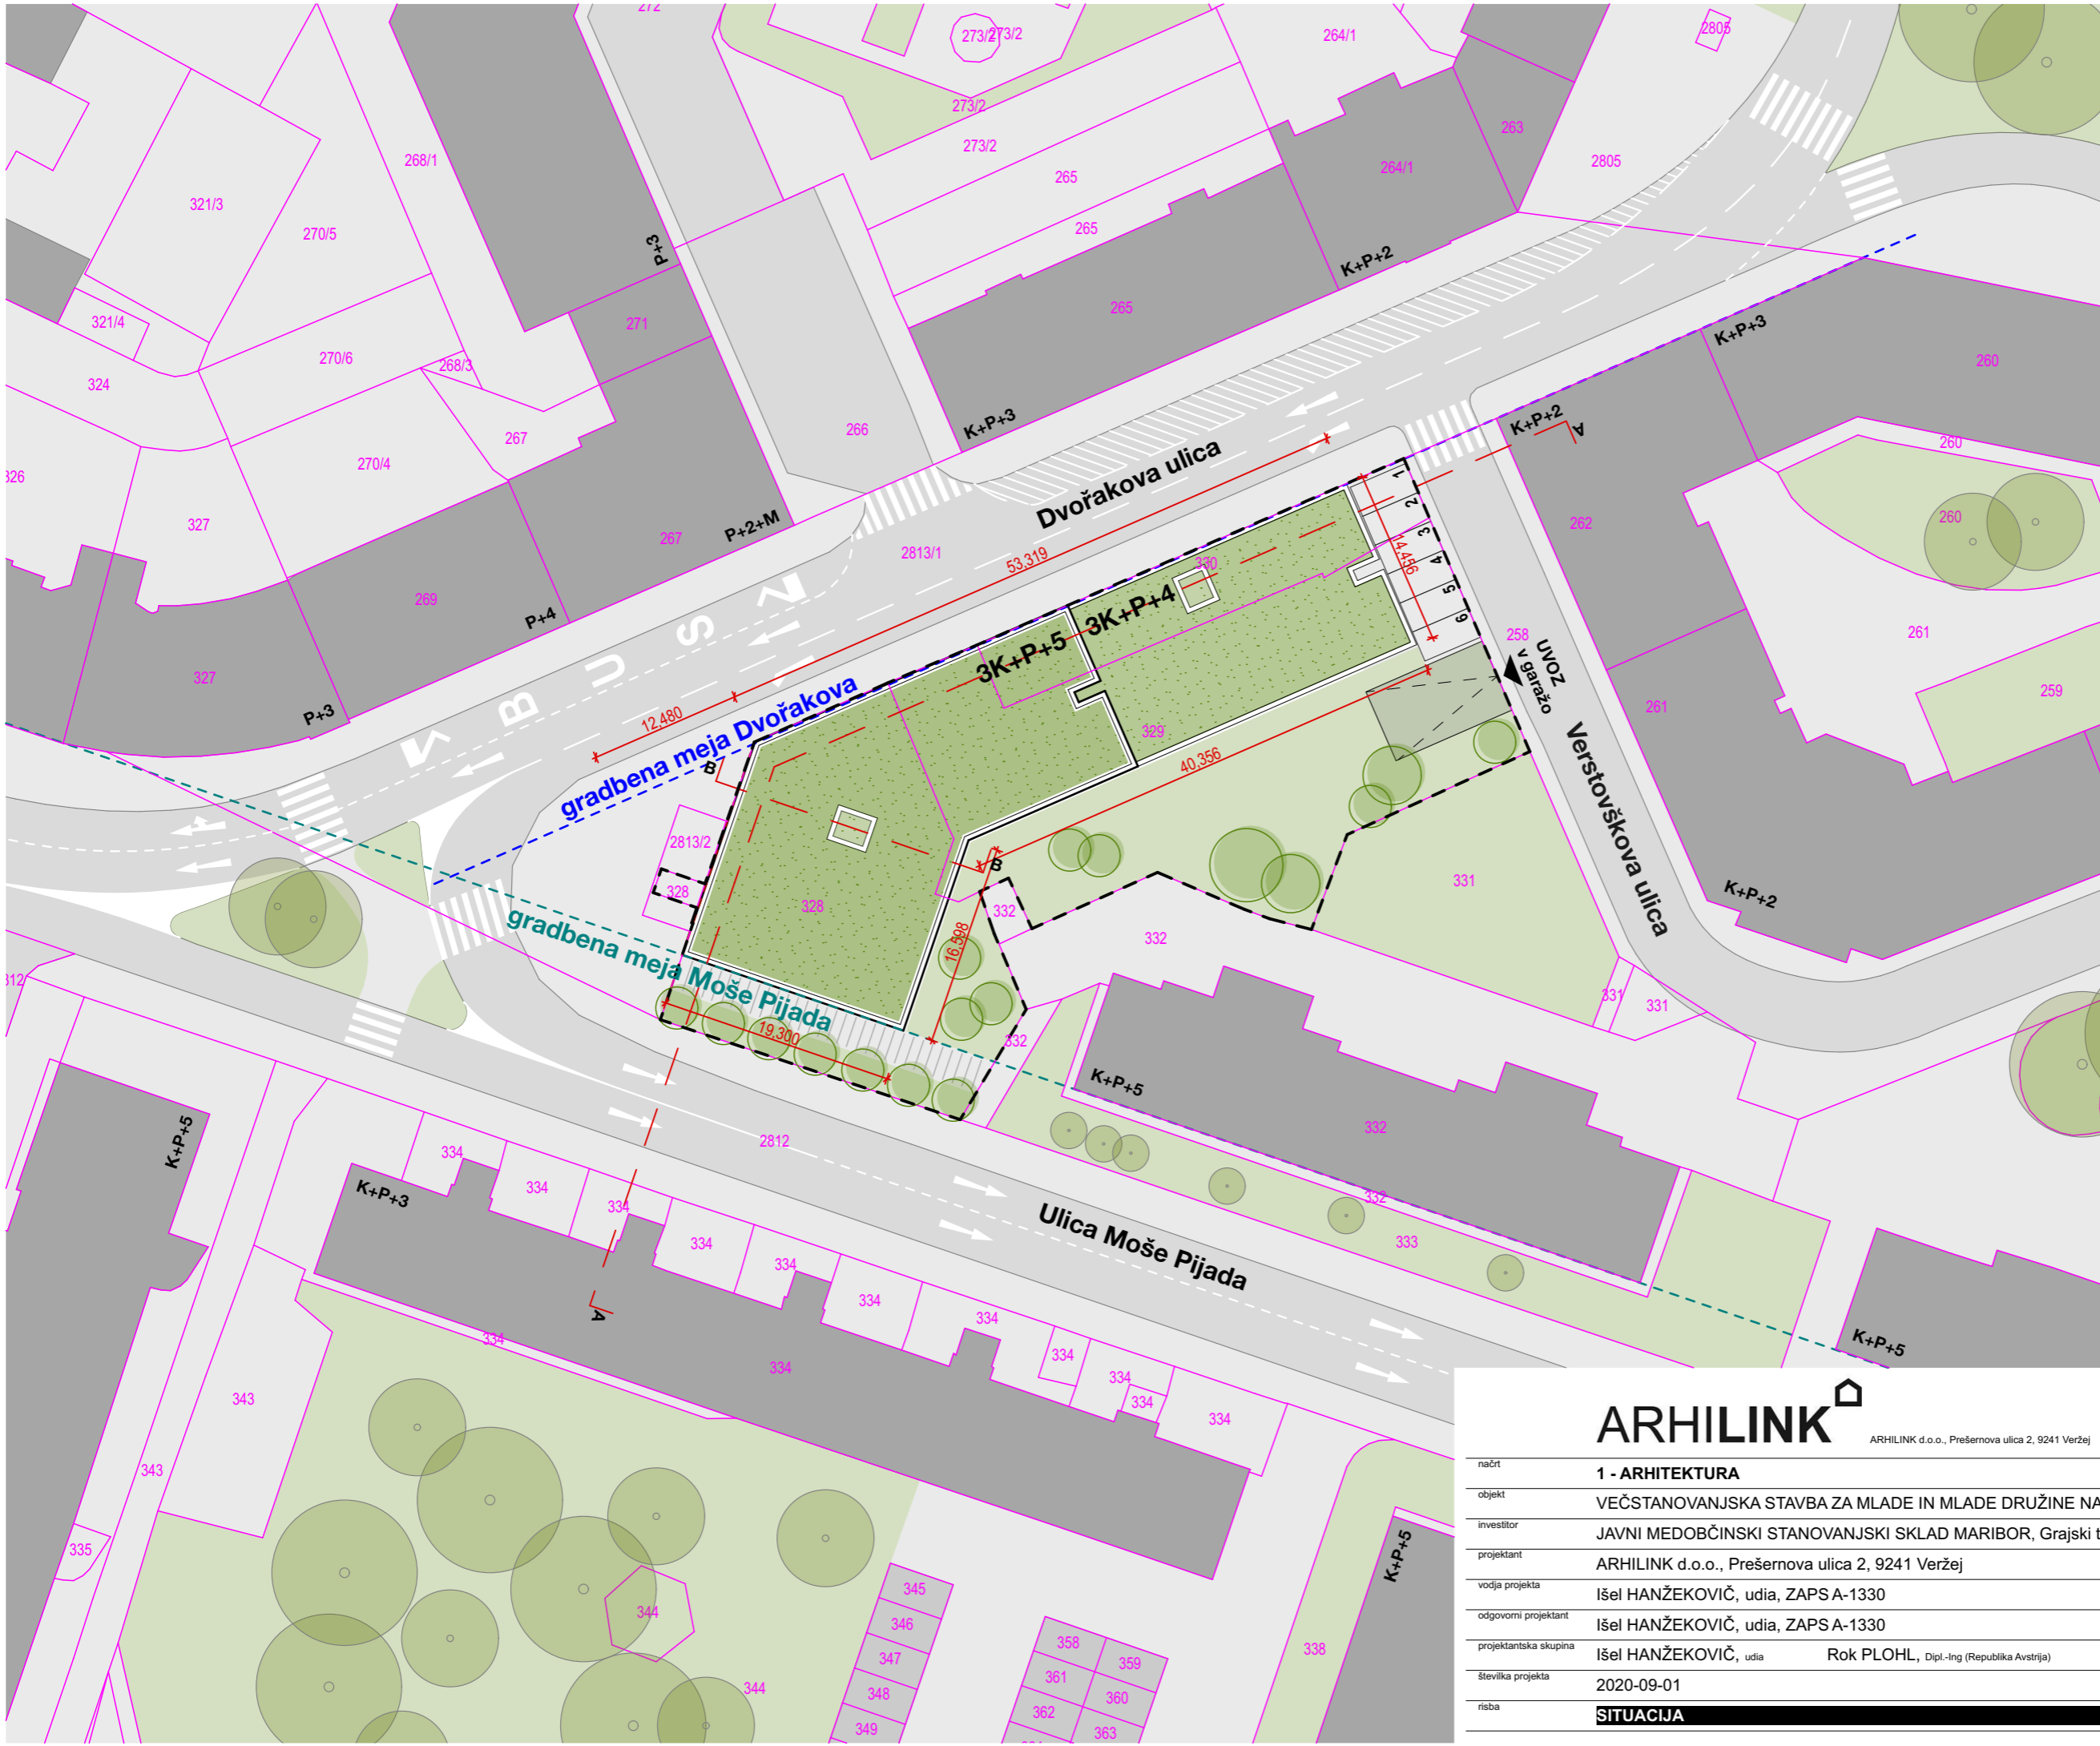 272
273/2
273/2
264/1
2805
273/2
263
268/1
273/2
264/1
2805
265
321/3
270/5
265
P+3
K+P+2
265
321/4
271
K+P+3
260
270/6
268/3
324
K+P+3
K+P+2
A
267
266
260
270/4
326
Dvořakova ulica
1
2
3
4
5
6
14,456
262
260
327
P+2+M
267
2813/1
53,319
330
269
P+4
3K+P+4
258
261
UVOZ
v garažo
3K+P+5
BUS
327
P+3
12,480
gradbena meja Dvořakova
329
40,356
261
259
B
Verstovškova ulica
2813/2
B
328
328
331
K+P+2
332
gradbena meja Moše Pijada
16,598
332
312
331
331
19,300
332
K+P+5
K+P+5
2812
332
334
K+P+3
334
334
332
Ulica Moše Pijada
334
333
334
334
A
334
334
K+P+5
334
334
334
334
334
343
343
335
K+P+5
345
344
346
358
359
338
347
361
344
348
360
362
349
363
ARHILINK
ARHILINK d.o.o., Prešernova ulica 2, 9241 Veržej
načrt 1 - ARHITEKTURA
objekt VEČSTANOVANJSKA STAVBA ZA MLADE IN MLADE DRUŽINE NA
investitor JAVNI MEDOBČINSKI STANOVANJSKI SKLAD MARIBOR, Grajski t
projektant ARHILINK d.o.o., Prešernova ulica 2, 9241 Veržej
vodja projekta Išel HANŽEKOVIČ, udia, ZAPS A-1330
odgovorni projektant Išel HANŽEKOVIČ, udia, ZAPS A-1330
projektantska skupina Išel HANŽEKOVIČ, udia Rok PLOHL, Dipl.-Ing (Republika Avstrija)
številka projekta 2020-09-01
risba SITUACIJA